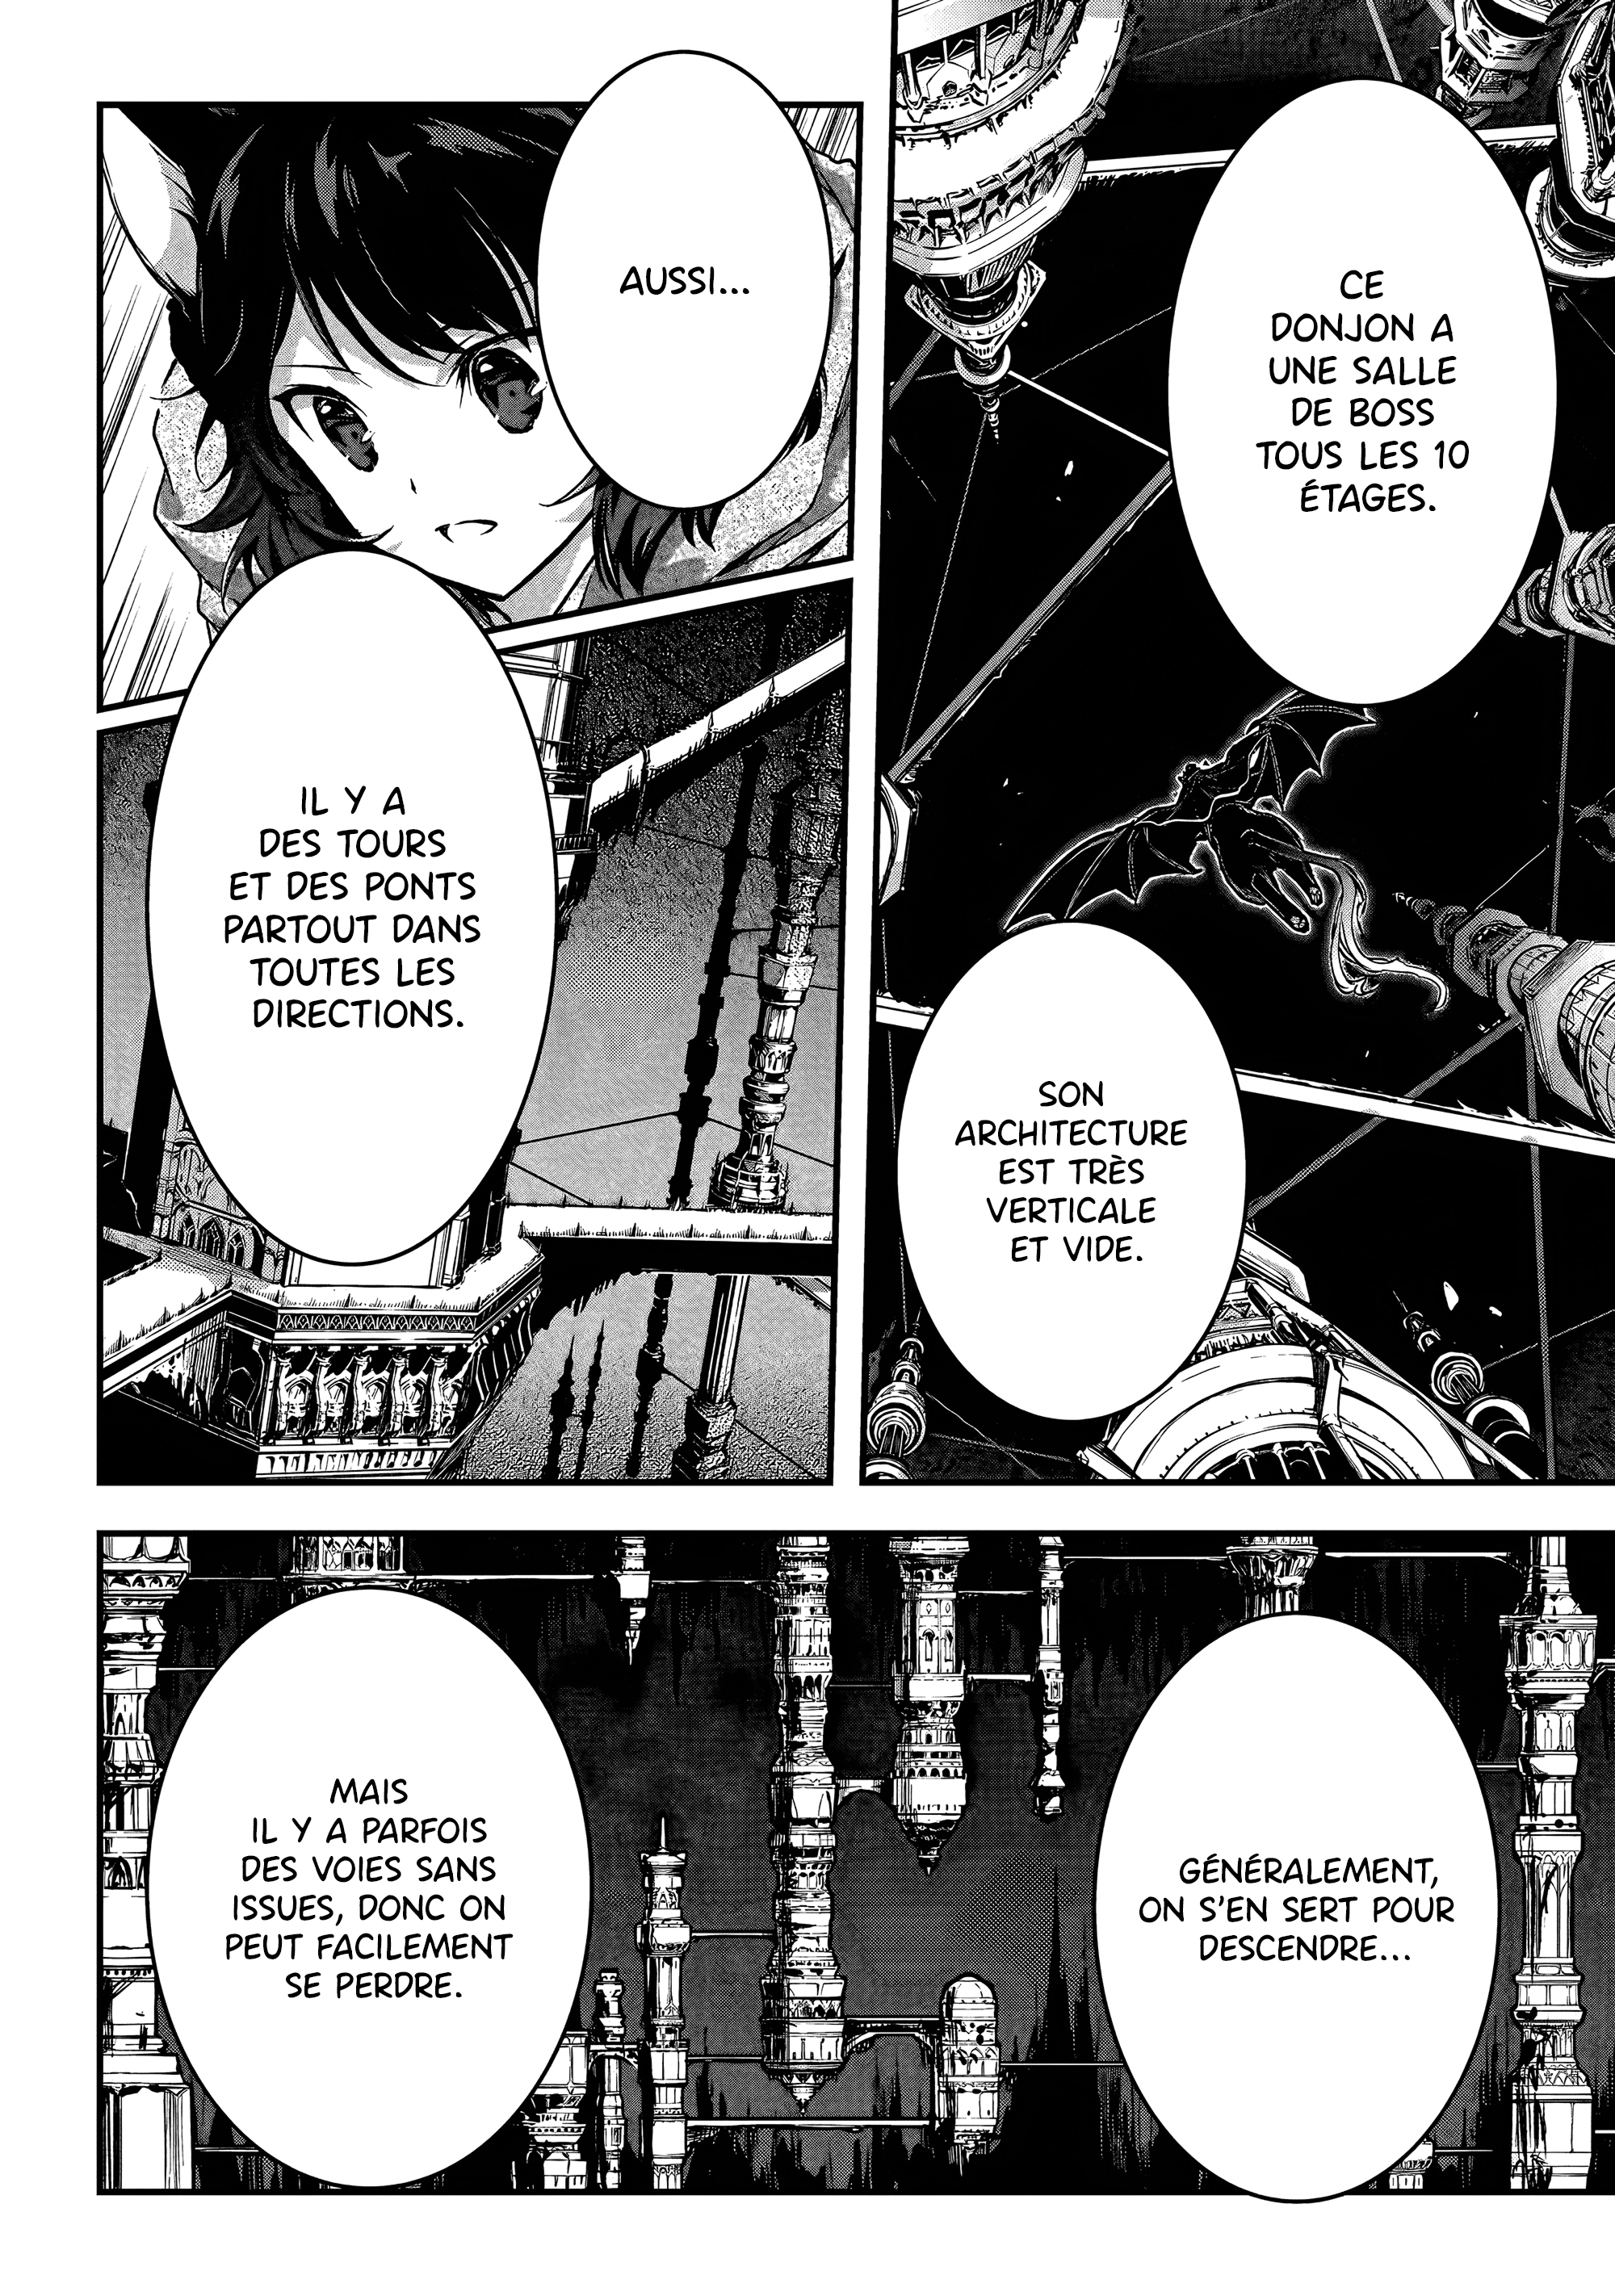 CE
DONJON A
UNE SALLE
DE BOSS
TOUS LES 10
ÉTAGES.
SON
ARCHITECTURE
EST TRÈS
VERTICALE
ET VIDE.
AUSSI...
IL Y A
DES TOURS
ET DES PONTS
PARTOUT DANS
TOUTES LES
DIRECTIONS.
GÉNÉRALEMENT,
ON S'EN SERT POUR
DESCENDRE...
MAIS
IL Y A PARFOIS
DES VOIES SANS
ISSUES, DONC ON
PEUT FACILEMENT
SE PERDRE.